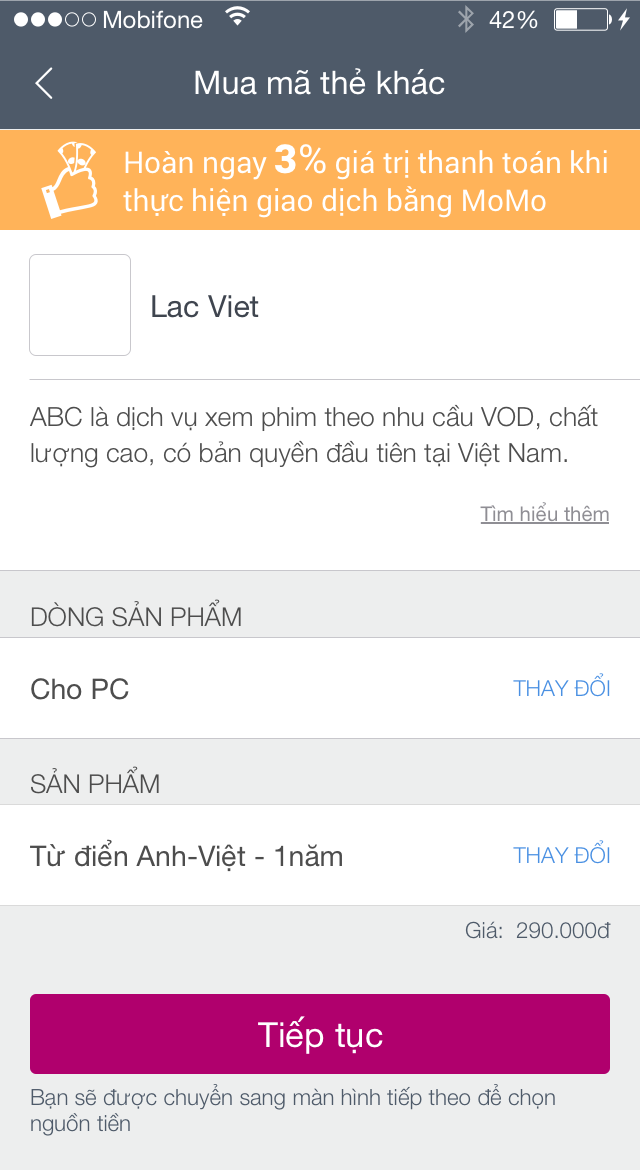 Mobifone 42%
Mua mã thẻ khác
Hoàn ngay 3% giá trị thanh toán khi
thực hiện giao dịch bằng MoMo
Lac Viet
ABC là dịch vụ xem phim theo nhu cầu VOD, chất
lượng cao, có bản quyền đầu tiên tại Việt Nam.
Tìm hiểu thêm
DÒNG SẢN PHẨM
Cho PC THAY ĐỔI
SẢN PHẨM
Từ điển Anh-Việt - 1năm THAY ĐỔI
Giá: 290.000đ
Tiếp tục
Bạn sẽ được chuyển sang màn hình tiếp theo để chọn
nguồn tiền